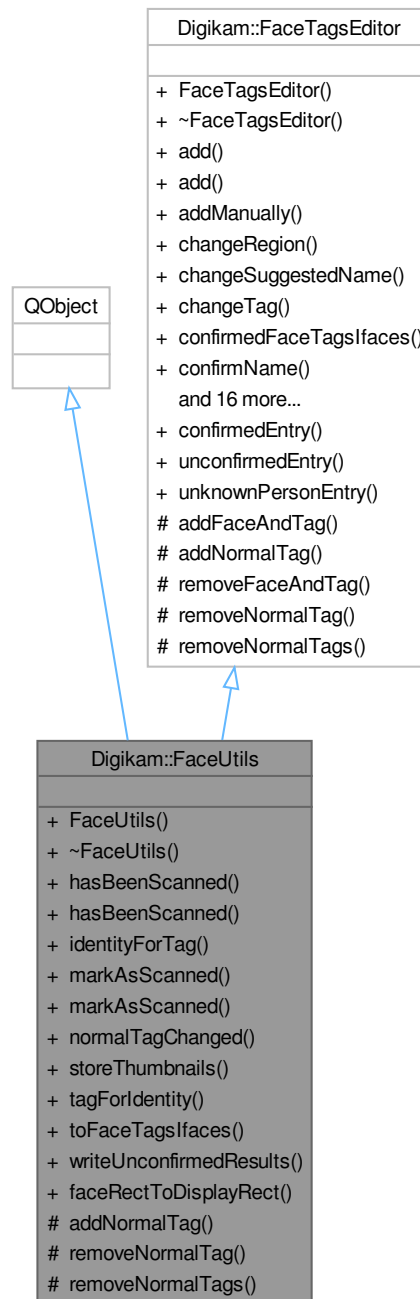 Digikam::FaceTagsEditor
+ FaceTagsEditor()
+ ~FaceTagsEditor()
+ add()
+ add()
+ addManually()
+ changeRegion()
+ changeSuggestedName()
+ changeTag()
+ confirmedFaceTagsIfaces()
+ confirmName()
and 16 more...
+ confirmedEntry()
+ unconfirmedEntry()
+ unknownPersonEntry()
# addFaceAndTag()
# addNormalTag()
# removeFaceAndTag()
# removeNormalTag()
# removeNormalTags()
QObject
Digikam::FaceUtils
+ FaceUtils()
+ ~FaceUtils()
+ hasBeenScanned()
+ hasBeenScanned()
+ identityForTag()
+ markAsScanned()
+ markAsScanned()
+ normalTagChanged()
+ storeThumbnails()
+ tagForIdentity()
+ toFaceTagsIfaces()
+ writeUnconfirmedResults()
+ faceRectToDisplayRect()
# addNormalTag()
# removeNormalTag()
# removeNormalTags()